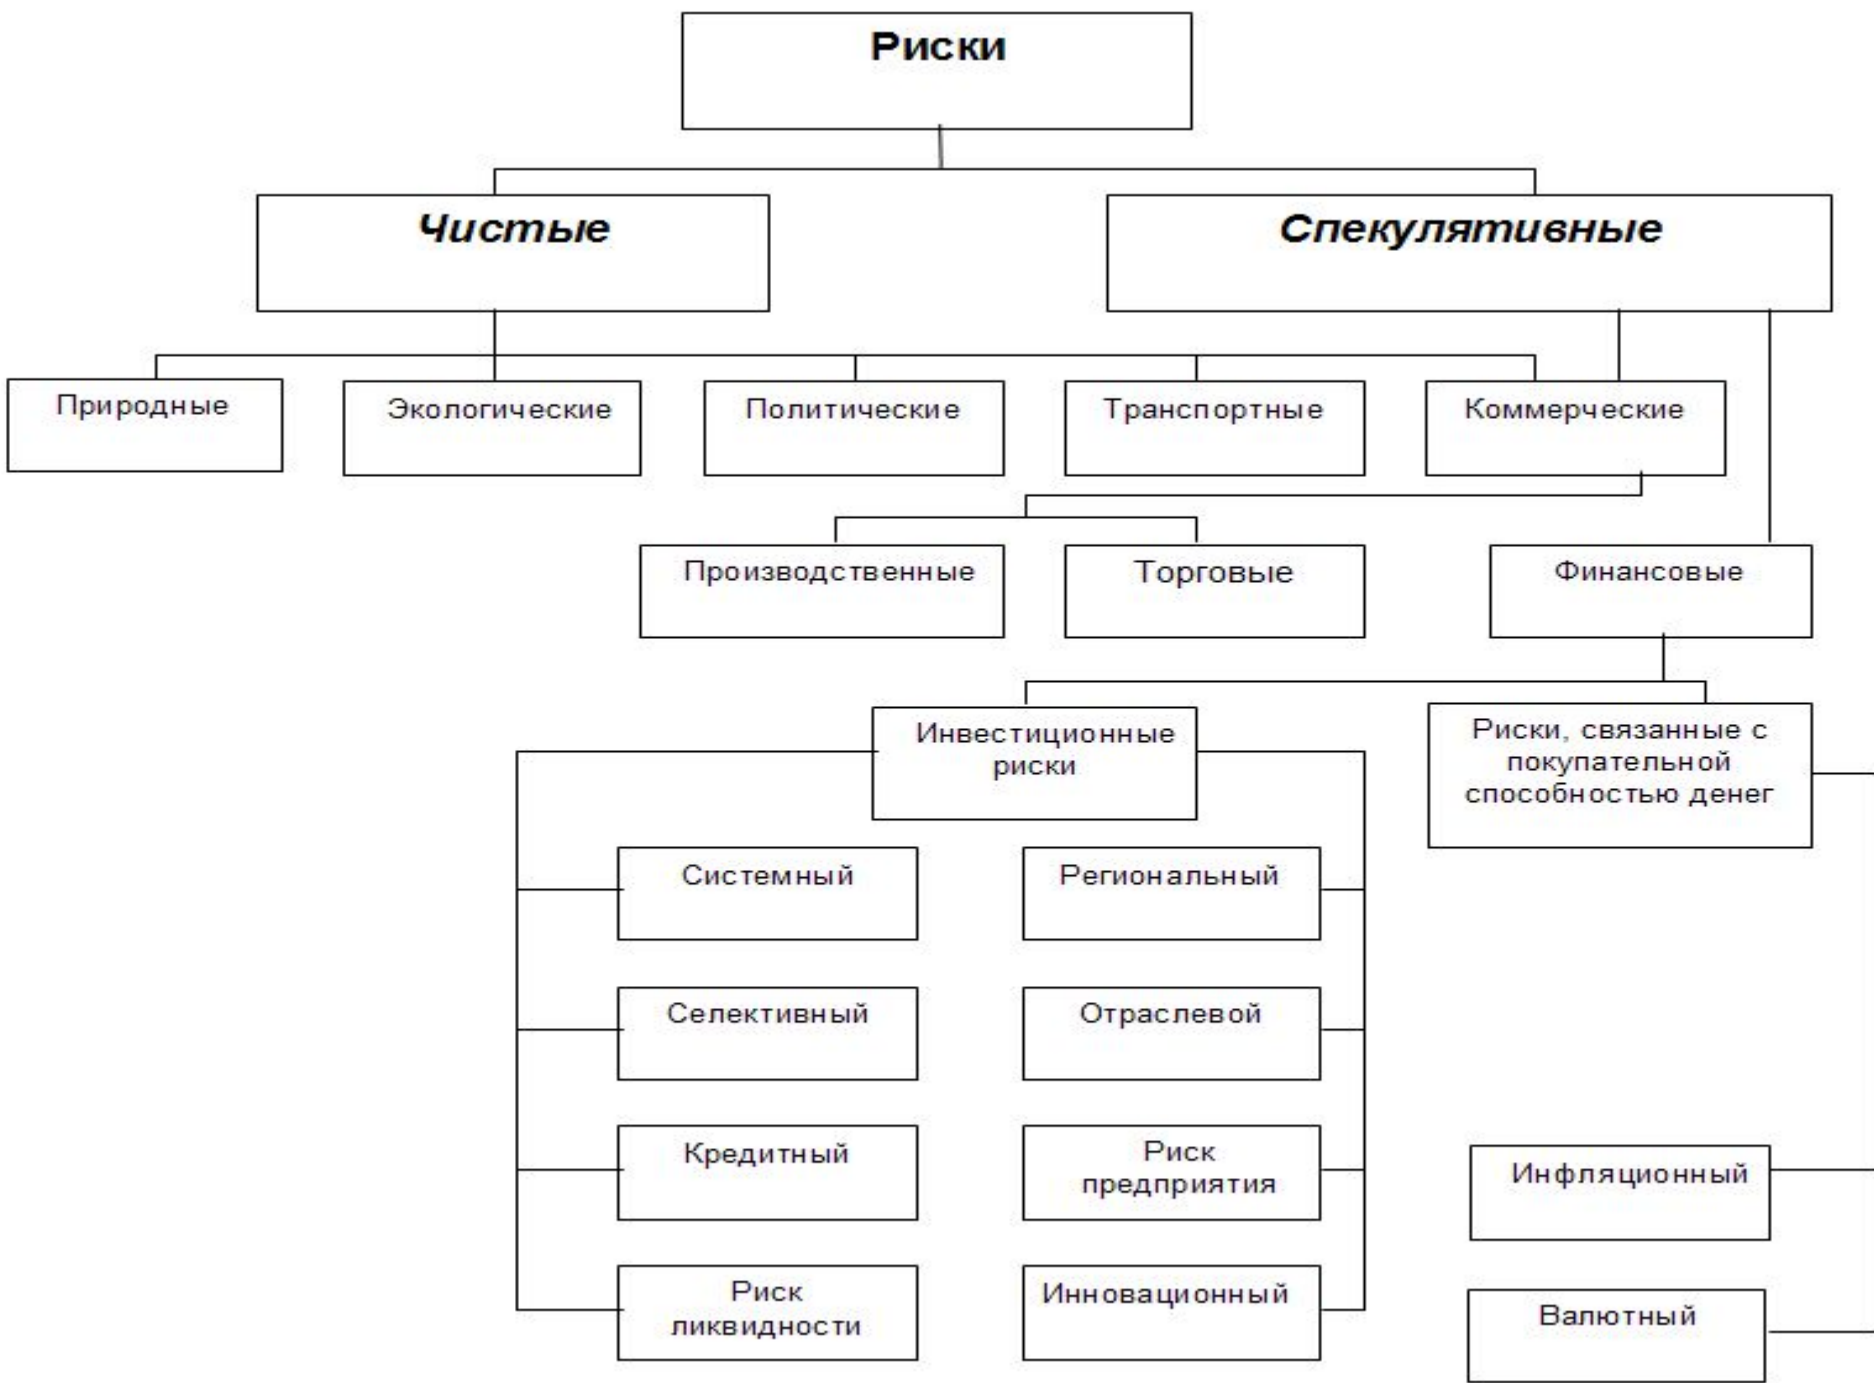 Риски
Чистые
Спекулятивные
Природные
Экологические
Политические
Транспортные
Коммерческие
Производственные
Торговые
Финансовые
Инвестиционные
риски
Риски, связанные с
покупательной
способностью денег
Системный
Региональный
Селективный
Отраслевой
Кредитный
Риск
предприятия
Инфляционный
Риск
ликвидности
Инновационный
Валютный